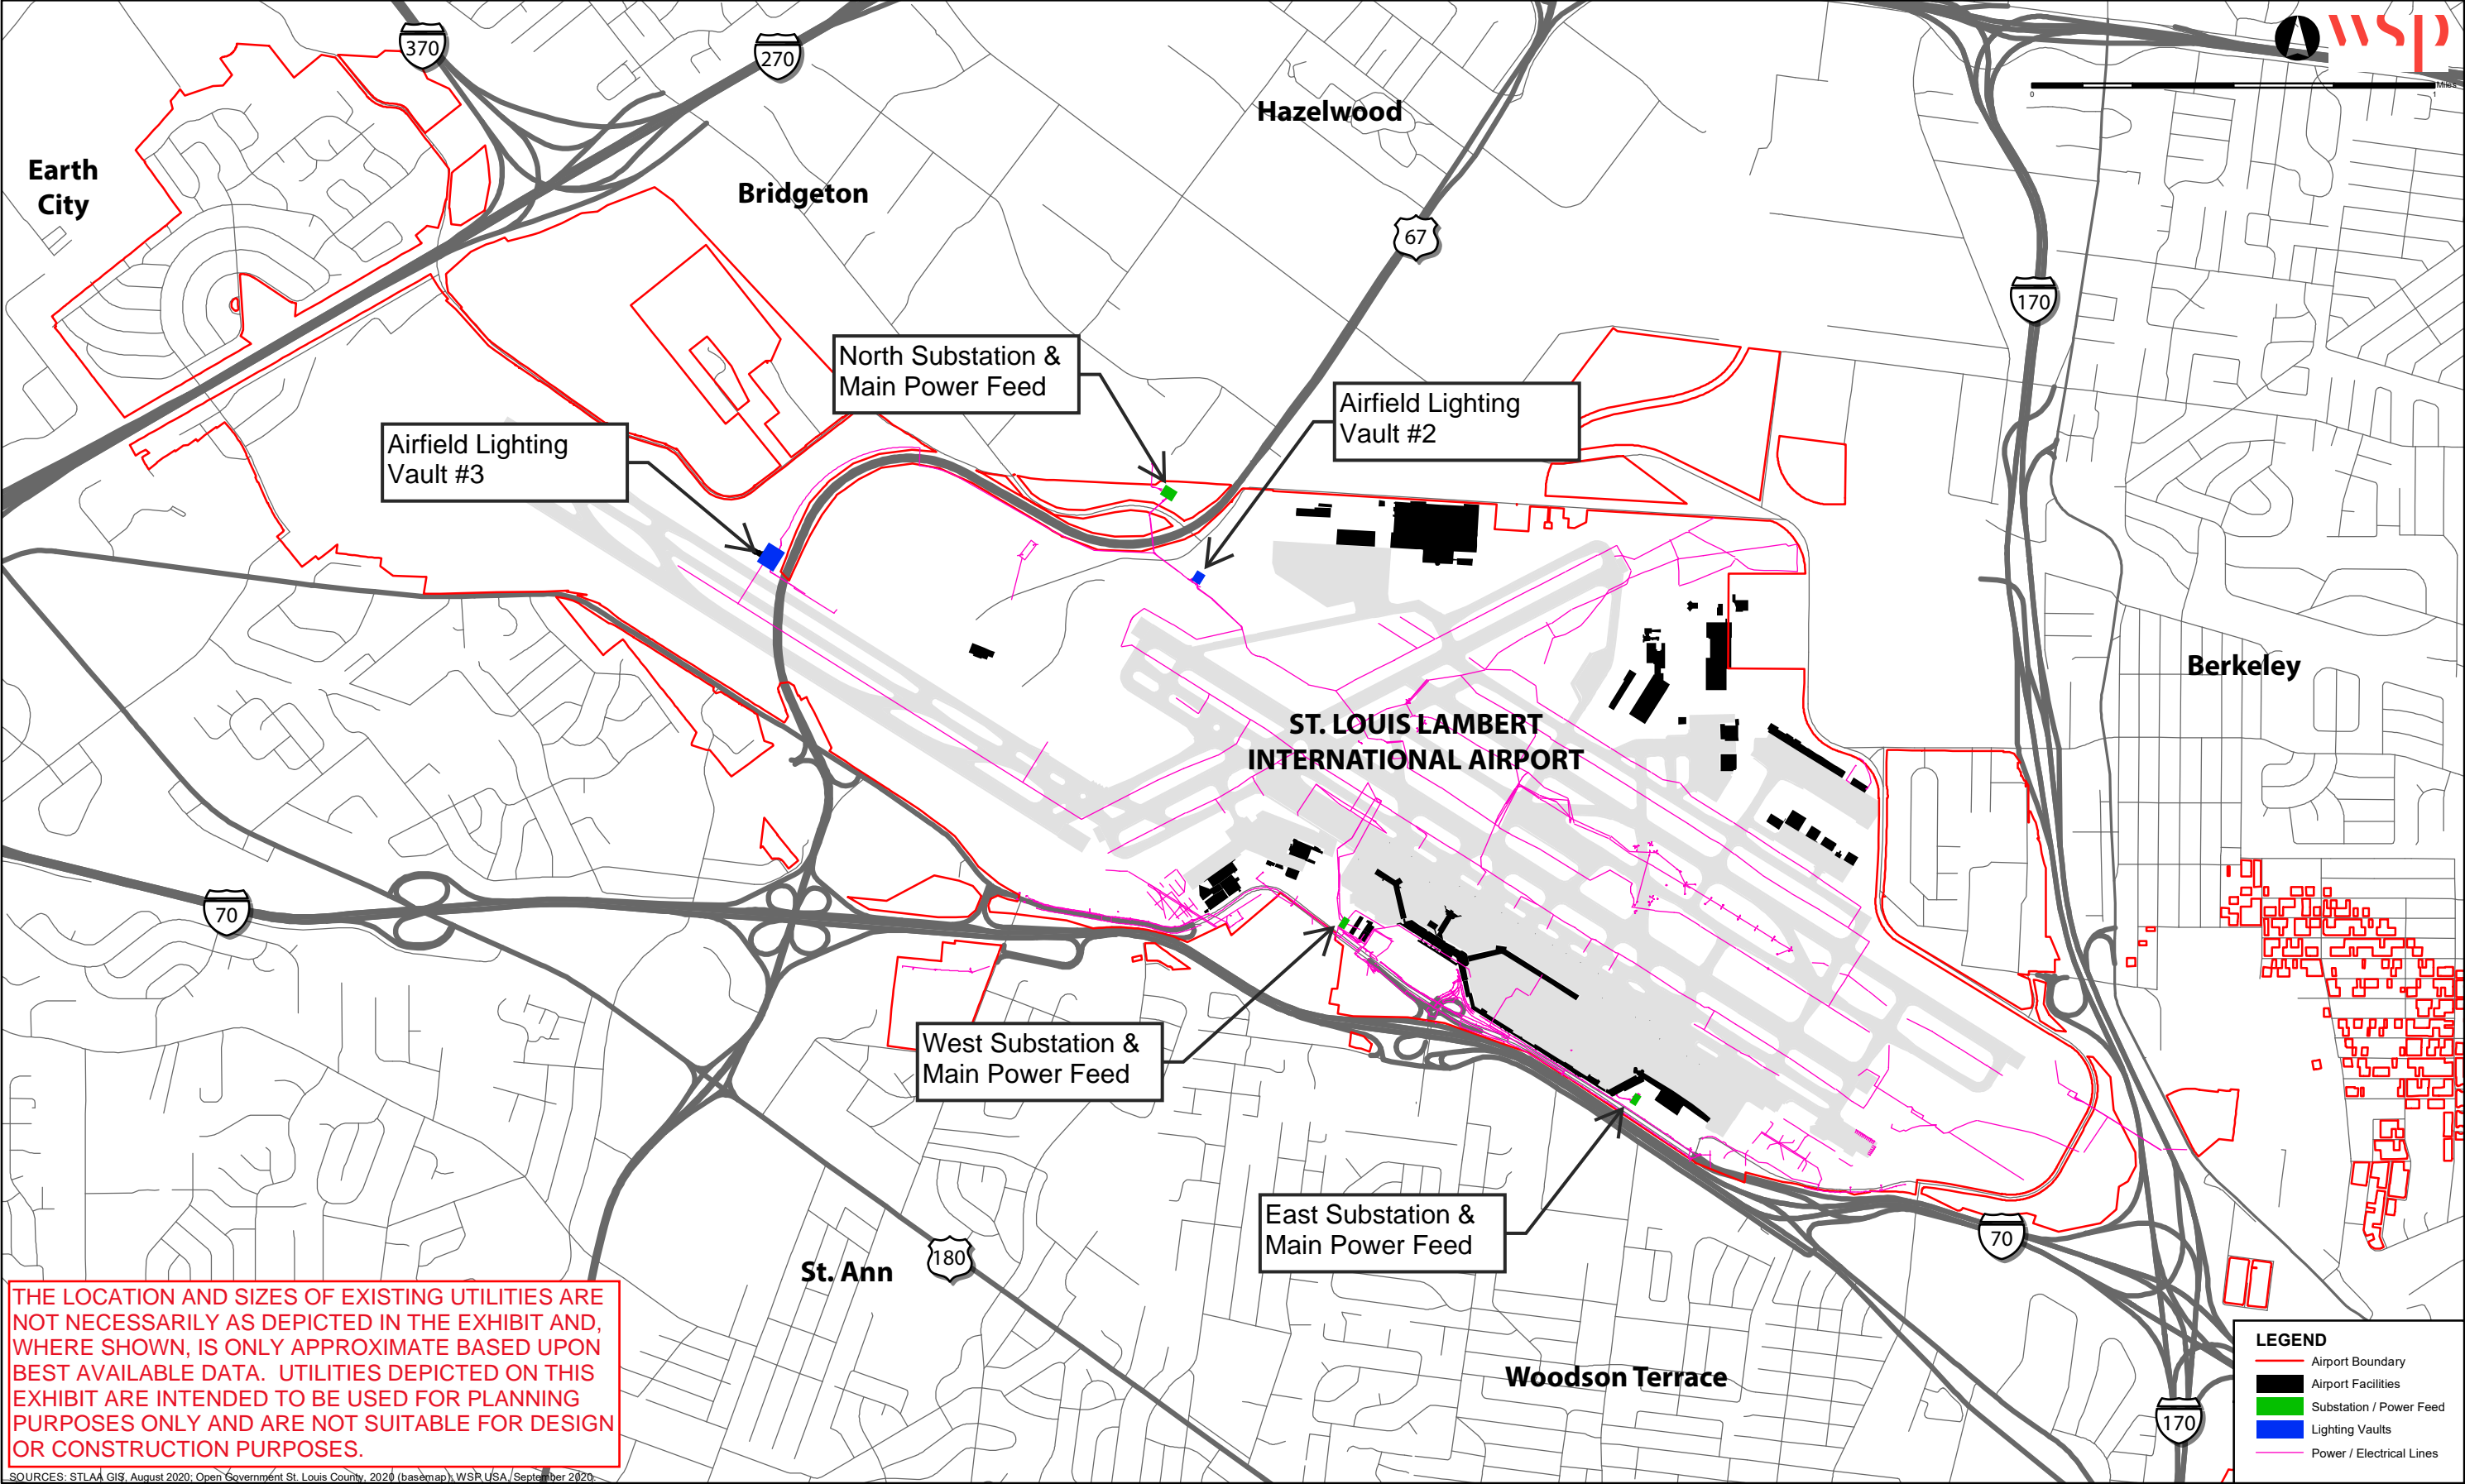 370
270
wsp
0
1
Miles
Hazelwood
Earth
City
Bridgeton
67
170
North Substation &
Main Power Feed
Airfield Lighting
Vault #2
Airfield Lighting
Vault #3
Berkeley
ST. LOUIS LAMBERT
INTERNATIONAL AIRPORT
70
West Substation &
Main Power Feed
East Substation &
Main Power Feed
70
180
St. Ann
Woodson Terrace
170
THE LOCATION AND SIZES OF EXISTING UTILITIES ARE
NOT NECESSARILY AS DEPICTED IN THE EXHIBIT AND,
WHERE SHOWN, IS ONLY APPROXIMATE BASED UPON
BEST AVAILABLE DATA. UTILITIES DEPICTED ON THIS
EXHIBIT ARE INTENDED TO BE USED FOR PLANNING
PURPOSES ONLY AND ARE NOT SUITABLE FOR DESIGN
OR CONSTRUCTION PURPOSES.
SOURCES: STLAA GIS, August 2020; Open Government St. Louis County, 2020 (basemap); WSP USA, September 2020.
LEGEND
Airport Boundary
Airport Facilities
Substation / Power Feed
Lighting Vaults
Power / Electrical Lines